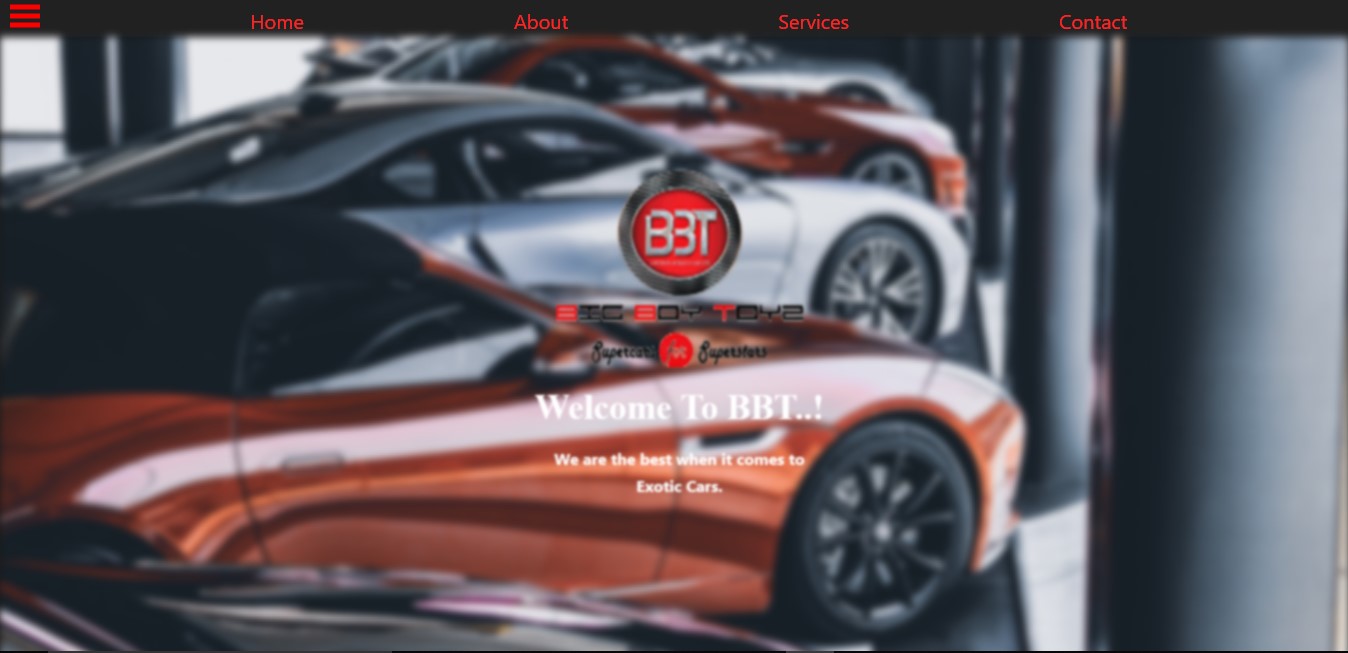 Home About Services Contact
BBT
BIG BOY TOYZ
Supercars for Superstars
Welcome To BBT..!
We are the best when it comes to
Exotic Cars.